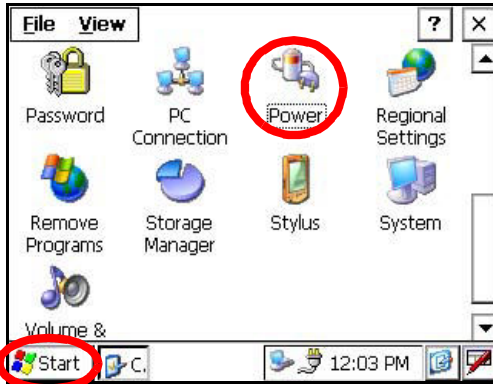 File View ? ×
Password PC Connection Power Regional Settings
Remove Programs Storage Manager Stylus System
Volume &
Start C. 12:03 PM